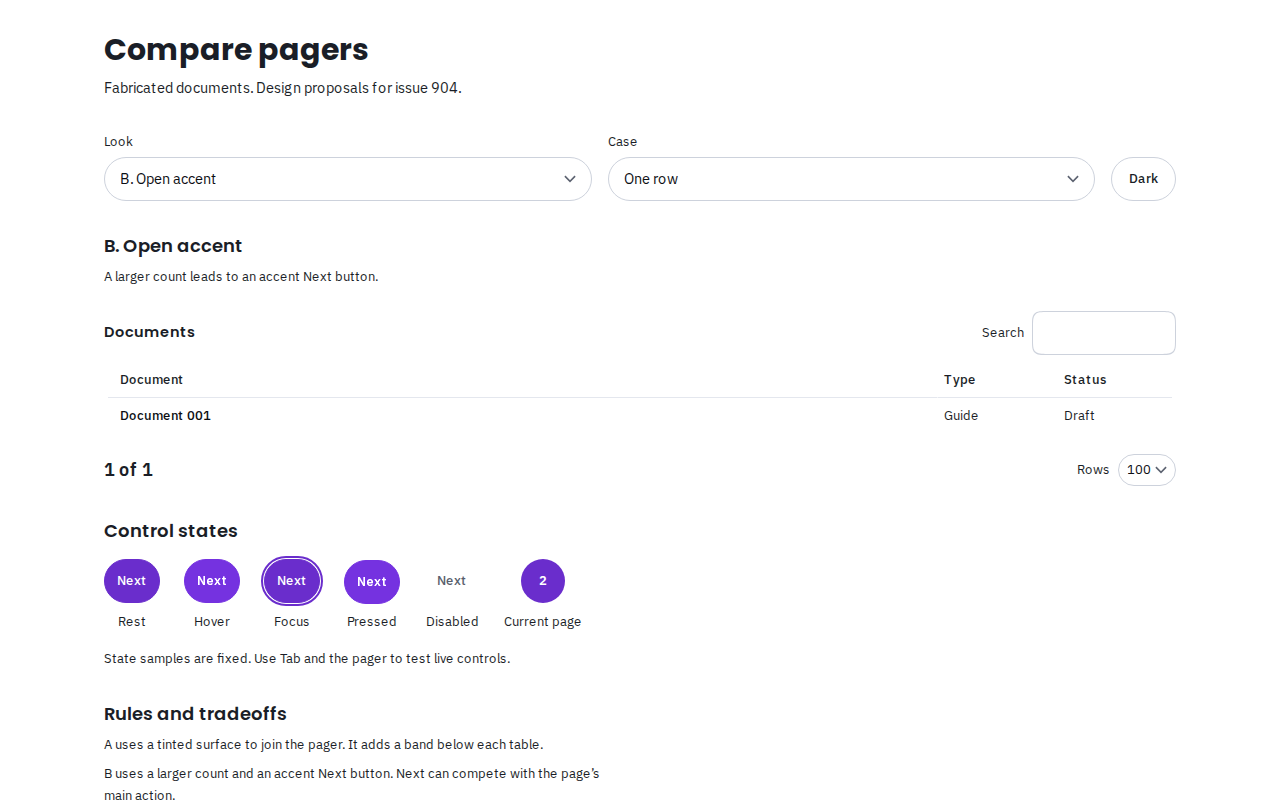 Compare pagers
Fabricated documents. Design proposals for issue 904.
Look
Case
B. Open accent
One row
Dark
B. Open accent
A larger count leads to an accent Next button.
Documents
Search
Document Type Status
Document 001 Guide Draft
1 of 1
Rows 100
Control states
Next Next Next Next Next 2
Rest Hover Focus Pressed Disabled Current page
State samples are fixed. Use Tab and the pager to test live controls.
Rules and tradeoffs
A uses a tinted surface to join the pager. It adds a band below each table.
B uses a larger count and an accent Next button. Next can compete with the page’s
main action.